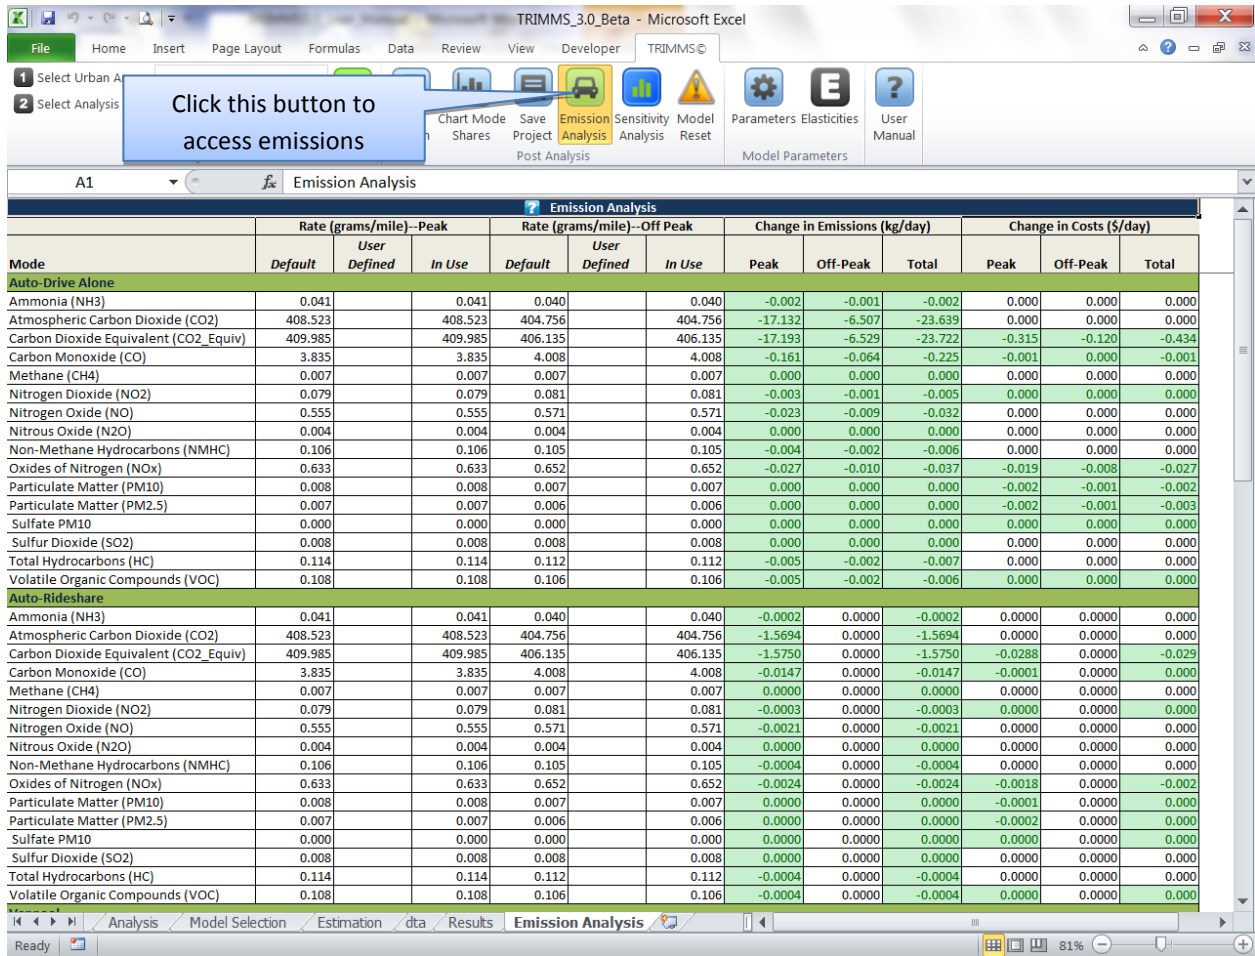 TRIMMS_3.0_Beta - Microsoft Excel
File Home Insert Page Layout Formulas Data Review View Developer TRIMMS©
1 Select Urban A
2 Select Analysis
Click this button to
access emissions
Chart Mode Shares
Save Project
Emission Analysis
Sensitivity Analysis
Model Reset
Parameters
Elasticities
User Manual
Post Analysis
Model Parameters
A1 fx Emission Analysis
Emission Analysis
Rate (grams/mile)--Peak Rate (grams/mile)--Off Peak Change in Emissions (kg/day) Change in Costs ($/day)
Mode Default User Defined In Use Default User Defined In Use Peak Off-Peak Total Peak Off-Peak Total
Auto-Drive Alone
Ammonia (NH3) 0.041 0.041 0.040 0.040 -0.002 -0.001 -0.002 0.000 0.000 0.000
Atmospheric Carbon Dioxide (CO2) 408.523 408.523 404.756 404.756 -17.132 -6.507 -23.639 0.000 0.000 0.000
Carbon Dioxide Equivalent (CO2_Equiv) 409.985 409.985 406.135 406.135 -17.193 -6.529 -23.722 -0.315 -0.120 -0.434
Carbon Monoxide (CO) 3.835 3.835 4.008 4.008 -0.161 -0.064 -0.225 -0.001 0.000 -0.001
Methane (CH4) 0.007 0.007 0.007 0.007 0.000 0.000 0.000 0.000 0.000 0.000
Nitrogen Dioxide (NO2) 0.079 0.079 0.081 0.081 -0.003 -0.001 -0.005 0.000 0.000 0.000
Nitrogen Oxide (NO) 0.555 0.555 0.571 0.571 -0.023 -0.009 -0.032 0.000 0.000 0.000
Nitrous Oxide (N2O) 0.004 0.004 0.004 0.004 0.000 0.000 0.000 0.000 0.000 0.000
Non-Methane Hydrocarbons (NMHC) 0.106 0.106 0.105 0.105 -0.004 -0.002 -0.006 0.000 0.000 0.000
Oxides of Nitrogen (NOx) 0.633 0.633 0.652 0.652 -0.027 -0.010 -0.037 -0.019 -0.008 -0.027
Particulate Matter (PM10) 0.008 0.008 0.007 0.007 0.000 0.000 0.000 -0.002 -0.001 -0.002
Particulate Matter (PM2.5) 0.007 0.007 0.006 0.006 0.000 0.000 0.000 -0.002 -0.001 -0.003
Sulfate PM10 0.000 0.000 0.000 0.000 0.000 0.000 0.000 0.000 0.000 0.000
Sulfur Dioxide (SO2) 0.008 0.008 0.008 0.008 0.000 0.000 0.000 0.000 0.000 0.000
Total Hydrocarbons (HC) 0.114 0.114 0.112 0.112 -0.005 -0.002 -0.007 0.000 0.000 0.000
Volatile Organic Compounds (VOC) 0.108 0.108 0.106 0.106 -0.005 -0.002 -0.006 0.000 0.000 0.000
Auto-Rideshare
Ammonia (NH3) 0.041 0.041 0.040 0.040 -0.0002 0.0000 -0.0002 0.0000 0.0000 0.000
Atmospheric Carbon Dioxide (CO2) 408.523 408.523 404.756 404.756 -1.5694 0.0000 -1.5694 0.0000 0.0000 0.000
Carbon Dioxide Equivalent (CO2_Equiv) 409.985 409.985 406.135 406.135 -1.5750 0.0000 -1.5750 -0.0288 0.0000 -0.029
Carbon Monoxide (CO) 3.835 3.835 4.008 4.008 -0.0147 0.0000 -0.0147 -0.0001 0.0000 0.000
Methane (CH4) 0.007 0.007 0.007 0.007 0.0000 0.0000 0.0000 0.0000 0.0000 0.000
Nitrogen Dioxide (NO2) 0.079 0.079 0.081 0.081 -0.0003 0.0000 -0.0003 0.0000 0.0000 0.000
Nitrogen Oxide (NO) 0.555 0.555 0.571 0.571 -0.0021 0.0000 -0.0021 0.0000 0.0000 0.000
Nitrous Oxide (N2O) 0.004 0.004 0.004 0.004 0.0000 0.0000 0.0000 0.0000 0.0000 0.000
Non-Methane Hydrocarbons (NMHC) 0.106 0.106 0.105 0.105 -0.0004 0.0000 -0.0004 0.0000 0.0000 0.000
Oxides of Nitrogen (NOx) 0.633 0.633 0.652 0.652 -0.0024 0.0000 -0.0024 -0.0018 0.0000 -0.002
Particulate Matter (PM10) 0.008 0.008 0.007 0.007 0.0000 0.0000 0.0000 -0.0001 0.0000 0.000
Particulate Matter (PM2.5) 0.007 0.007 0.006 0.006 0.0000 0.0000 0.0000 -0.0002 0.0000 0.000
Sulfate PM10 0.000 0.000 0.000 0.000 0.0000 0.0000 0.0000 0.0000 0.0000 0.000
Sulfur Dioxide (SO2) 0.008 0.008 0.008 0.008 0.0000 0.0000 0.0000 0.0000 0.0000 0.000
Total Hydrocarbons (HC) 0.114 0.114 0.112 0.112 -0.0004 0.0000 -0.0004 0.0000 0.0000 0.000
Volatile Organic Compounds (VOC) 0.108 0.108 0.106 0.106 -0.0004 0.0000 -0.0004 0.0000 0.0000 0.000
Analysis Model Selection Estimation dta Results Emission Analysis
Ready 81%